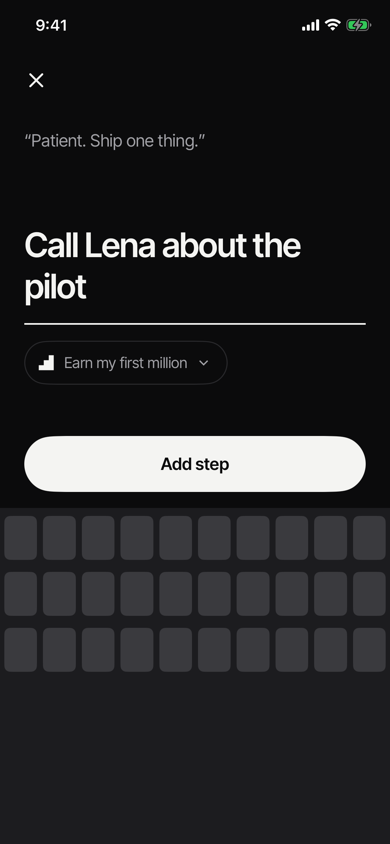 9:41
“Patient. Ship one thing.”
Call Lena about the
pilot
Earn my first million
Add step